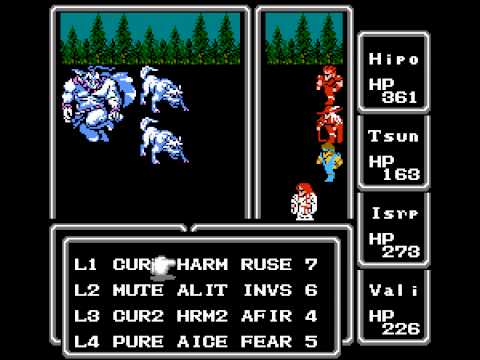 Hipo
HP
361
Tsun
HP
163
Isrp
HP
273
Vali
HP
226
L1 CUR HARM RUSE 7
L2 MUTE ALIT INVS 6
L3 CUR2 HRM2 AFIR 4
L4 PURE AICE FEAR 5